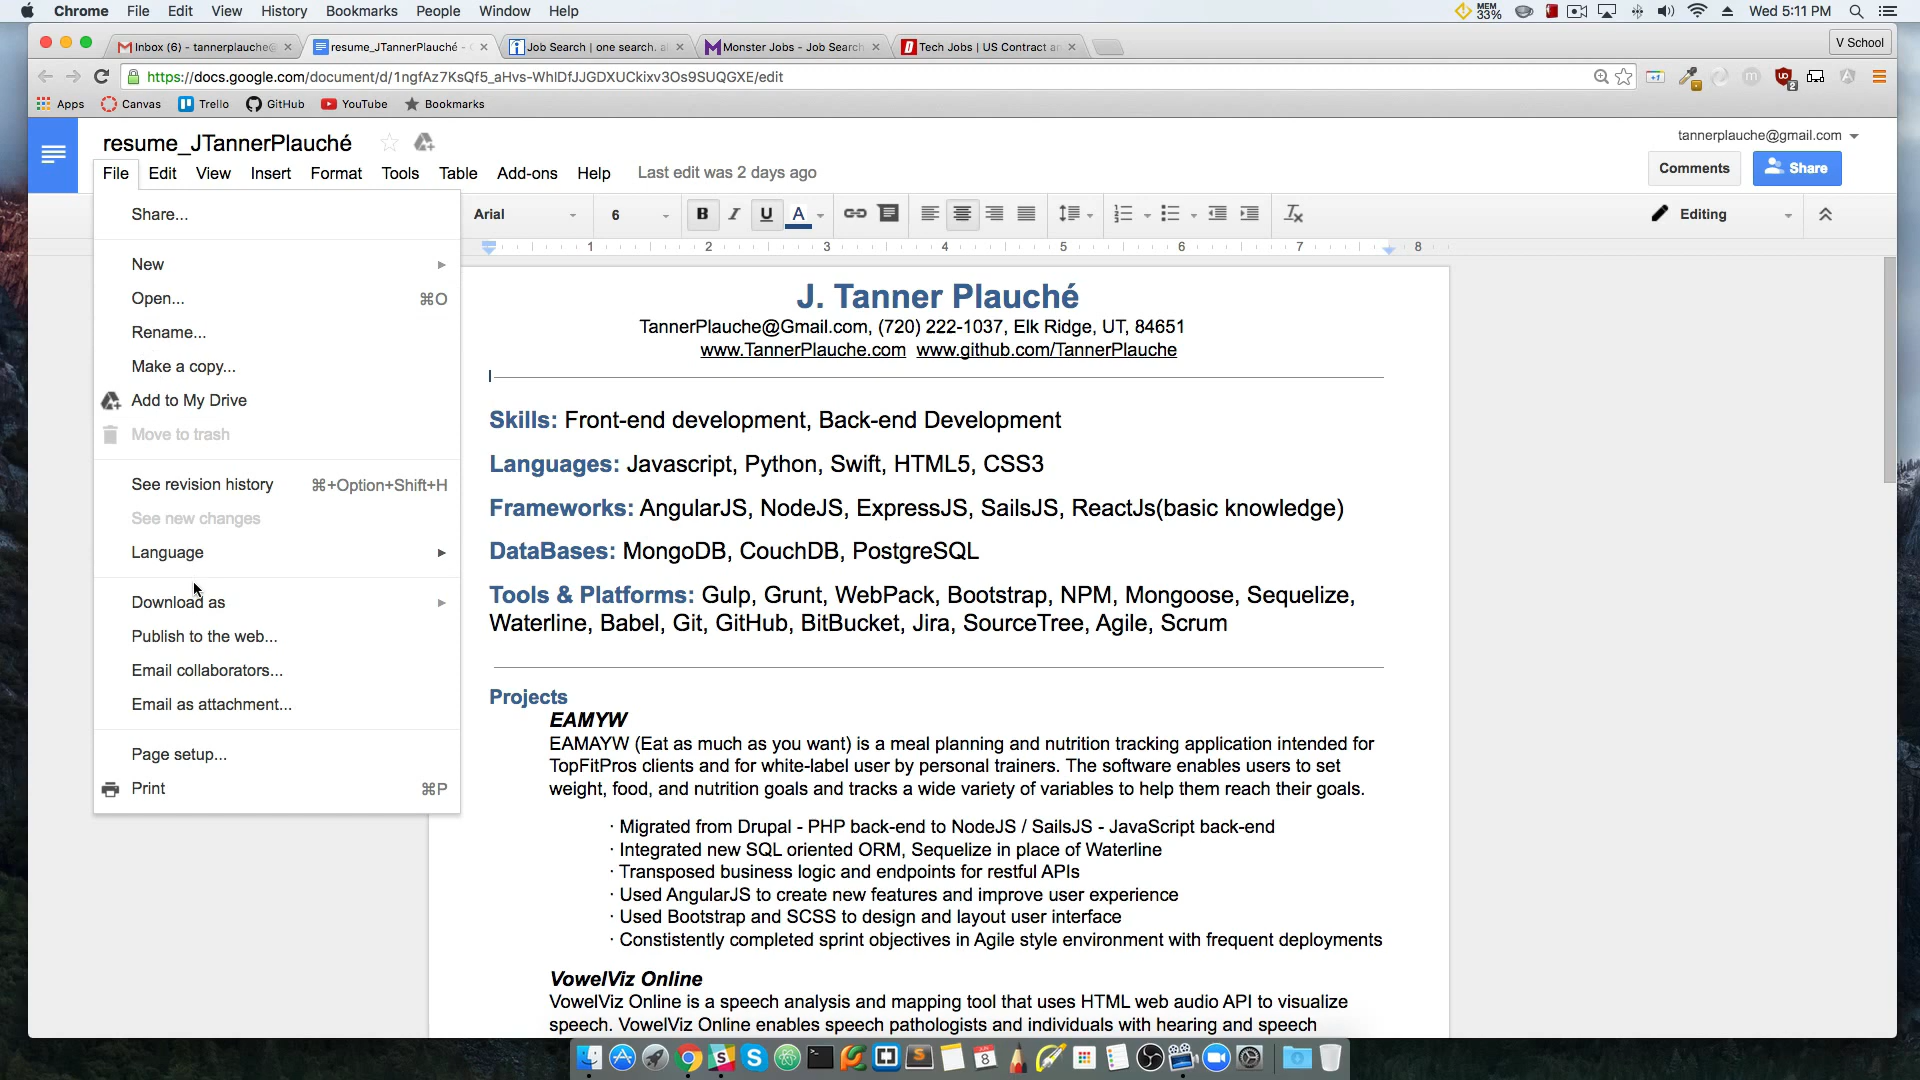 Chrome File Edit View History Bookmarks People Window Help MEM 33% Wed 5:11 PM
Inbox (6) - tannerplauche@ resume_JTannerPlauché - Job Search | one search. a Monster Jobs - Job Search Tech Jobs | US Contract an V School
https://docs.google.com/document/d/1ngfAz7KsQf5_aHvs-WhlDfJJGDXUCkixv3Os9SUQGXE/edit
Apps Canvas Trello GitHub YouTube Bookmarks
resume_JTannerPlauché
tannerplauche@gmail.com
File Edit View Insert Format Tools Table Add-ons Help Last edit was 2 days ago
Comments Share
Arial 6 B I U A Editing
1 2 3 4 5 6 7 8
Share...
New
Open... ⌘O
Rename...
Make a copy...
Add to My Drive
Move to trash
See revision history ⌘+Option+Shift+H
See new changes
Language
Download as
Publish to the web...
Email collaborators...
Email as attachment...
Page setup...
Print ⌘P
J. Tanner Plauché
TannerPlauche@Gmail.com, (720) 222-1037, Elk Ridge, UT, 84651
www.TannerPlauche.com www.github.com/TannerPlauche
Skills: Front-end development, Back-end Development
Languages: Javascript, Python, Swift, HTML5, CSS3
Frameworks: AngularJS, NodeJS, ExpressJS, SailsJS, ReactJs(basic knowledge)
DataBases: MongoDB, CouchDB, PostgreSQL
Tools & Platforms: Gulp, Grunt, WebPack, Bootstrap, NPM, Mongoose, Sequelize,
Waterline, Babel, Git, GitHub, BitBucket, Jira, SourceTree, Agile, Scrum
Projects
EAMYW
EAMAYW (Eat as much as you want) is a meal planning and nutrition tracking application intended for
TopFitPros clients and for white-label user by personal trainers. The software enables users to set
weight, food, and nutrition goals and tracks a wide variety of variables to help them reach their goals.
· Migrated from Drupal - PHP back-end to NodeJS / SailsJS - JavaScript back-end
· Integrated new SQL oriented ORM, Sequelize in place of Waterline
· Transposed business logic and endpoints for restful APIs
· Used AngularJS to create new features and improve user experience
· Used Bootstrap and SCSS to design and layout user interface
· Constistently completed sprint objectives in Agile style environment with frequent deployments
VowelViz Online
VowelViz Online is a speech analysis and mapping tool that uses HTML web audio API to visualize
speech. VowelViz Online enables speech pathologists and individuals with hearing and speech